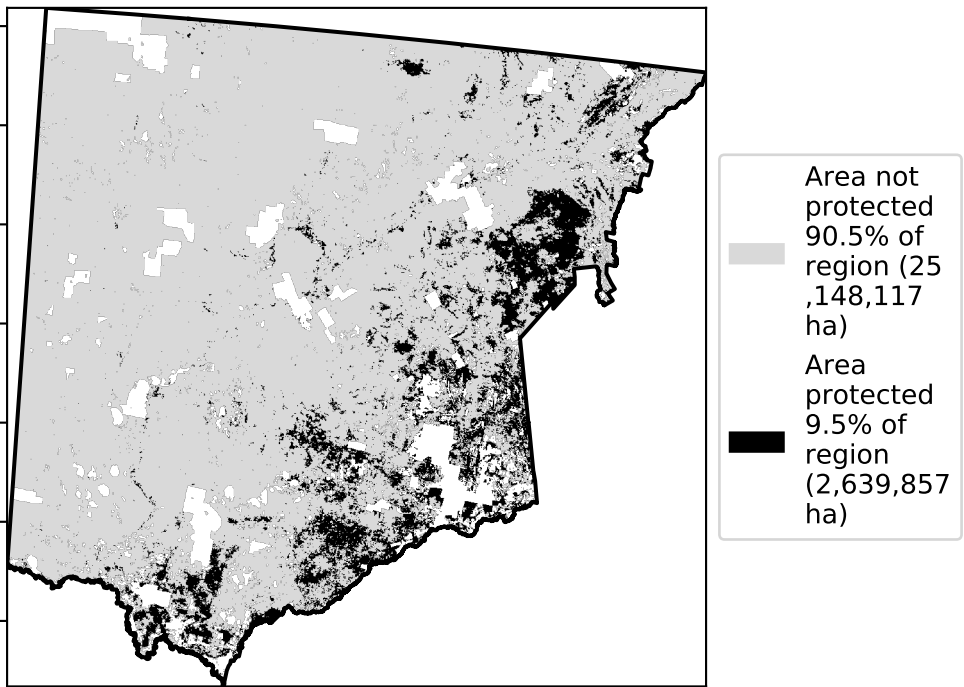 Area not
protected
90.5% of
region (25
,148,117
ha)
Area
protected
9.5% of
region
(2,639,857
ha)